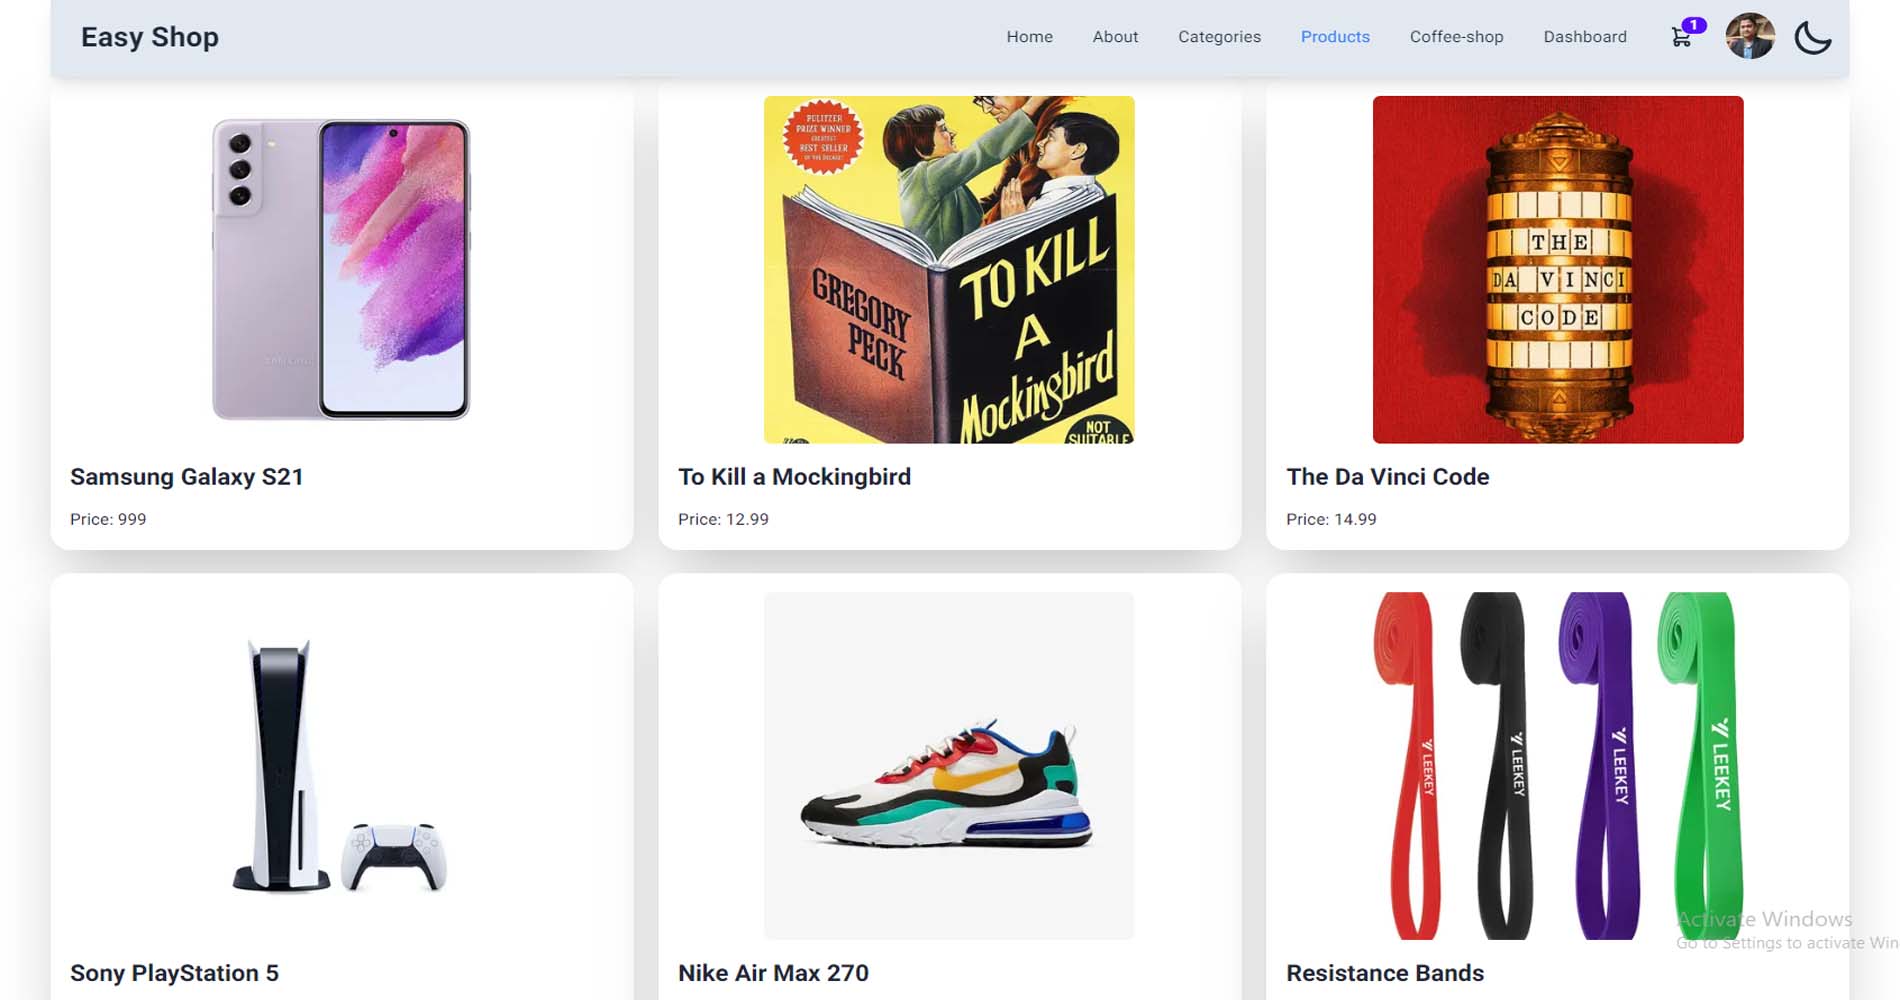 Easy Shop
Home About Categories Products Coffee-shop Dashboard 1
PULITZER
PRIZE WINNER
GREATEST
BEST SELLER
OF THE DECADE!
GREGORY
PECK
TO KILL
A
Mockingbird
NOT
SUITABLE
THE
DA VINCI
CODE
Samsung Galaxy S21
Price: 999
To Kill a Mockingbird
Price: 12.99
The Da Vinci Code
Price: 14.99
LEEKEY
LEEKEY
LEEKEY
LEEKEY
Sony PlayStation 5
Nike Air Max 270
Resistance Bands
Activate Windows
Go to Settings to activate Win